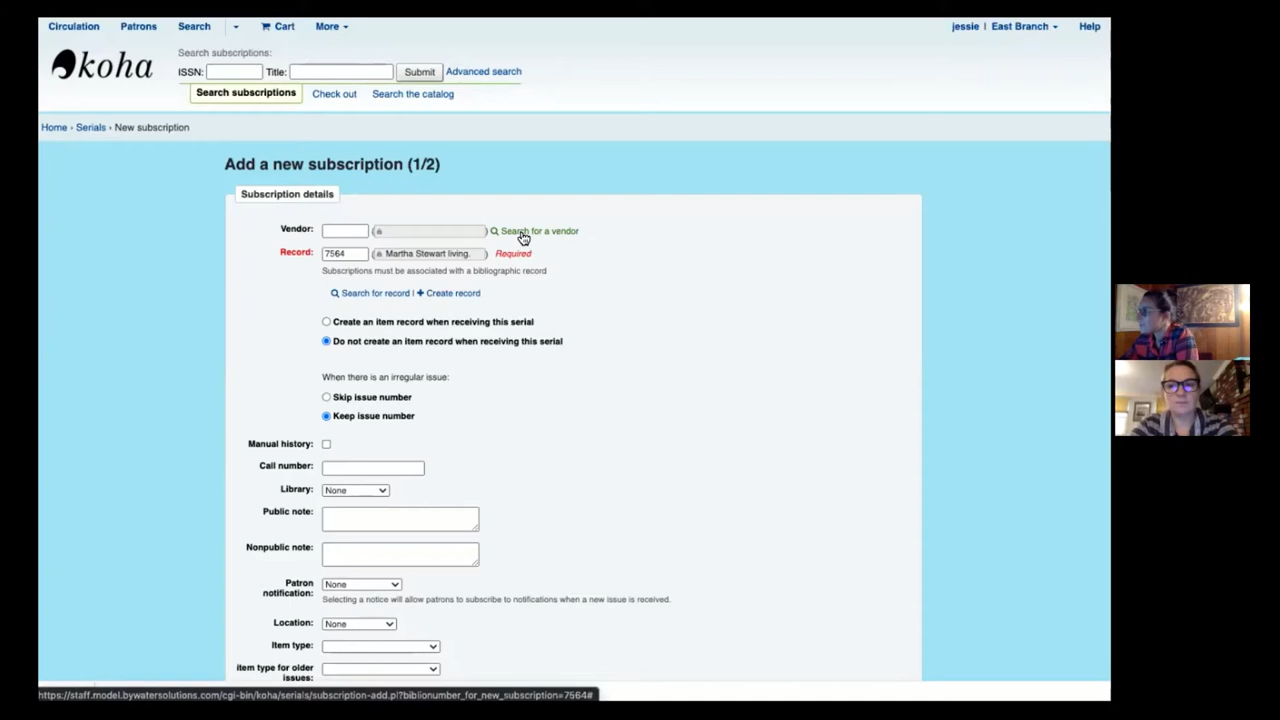 Circulation Patrons Search Cart More jessie | East Branch Help
koha
Search subscriptions:
ISSN: Title: Submit Advanced search
Search subscriptions Check out Search the catalog
Home › Serials › New subscription
Add a new subscription (1/2)
Subscription details
Vendor: ( ) Search for a vendor
Record: 7564 ( Martha Stewart living. ) Required
Subscriptions must be associated with a bibliographic record
Search for record | + Create record
Create an item record when receiving this serial
Do not create an item record when receiving this serial
When there is an irregular issue:
Skip issue number
Keep issue number
Manual history:
Call number:
Library: None
Public note:
Nonpublic note:
Patron notification: None
Selecting a notice will allow patrons to subscribe to notifications when a new issue is received.
Location: None
Item type:
item type for older issues:
https://staff.model.bywatersolutions.com/cgi-bin/koha/serials/subscription-add.pl?biblionumber_for_new_subscription=7564#